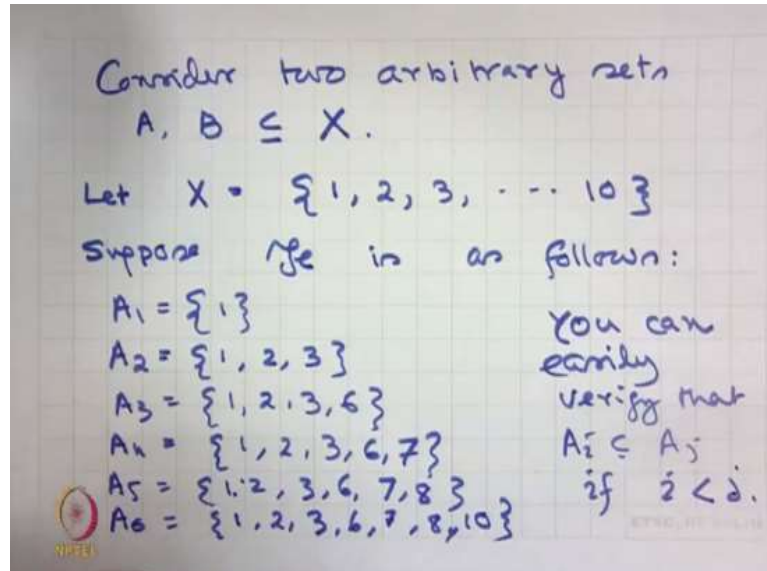 Consider two arbitrary sets
A, B ⊆ X.
Let X = {1, 2, 3, ... 10}
Suppose is as follows:
A1 = {1}
A2 = {1, 2, 3}
A3 = {1, 2, 3, 6}
A4 = {1, 2, 3, 6, 7}
A5 = {1, 2, 3, 6, 7, 8}
A6 = {1, 2, 3, 6, 7, 8, 10}
You can
easily
verify that
Ai ⊆ Aj
if i < j.
NPTEL